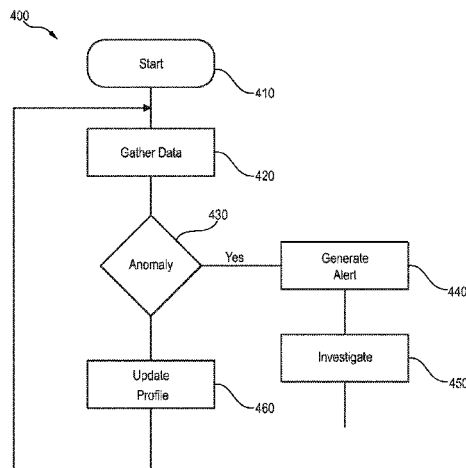 400
Start
410
Gather Data
420
430
Anomaly
Yes
Generate
Alert
440
Investigate
450
Update
Profile
460